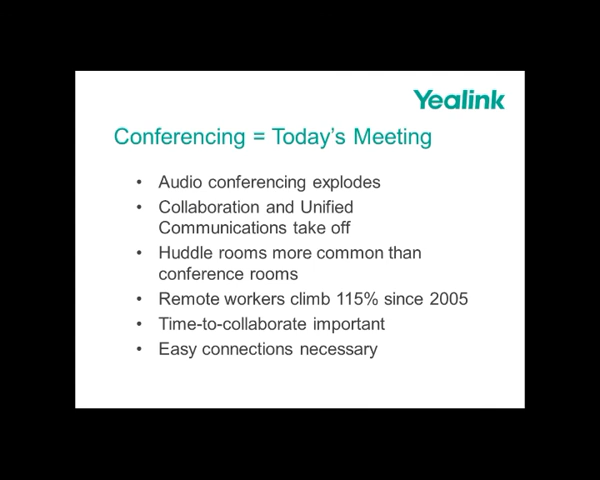 Yealink
Conferencing = Today's Meeting
• Audio conferencing explodes
• Collaboration and Unified
Communications take off
• Huddle rooms more common than
conference rooms
• Remote workers climb 115% since 2005
• Time-to-collaborate important
• Easy connections necessary